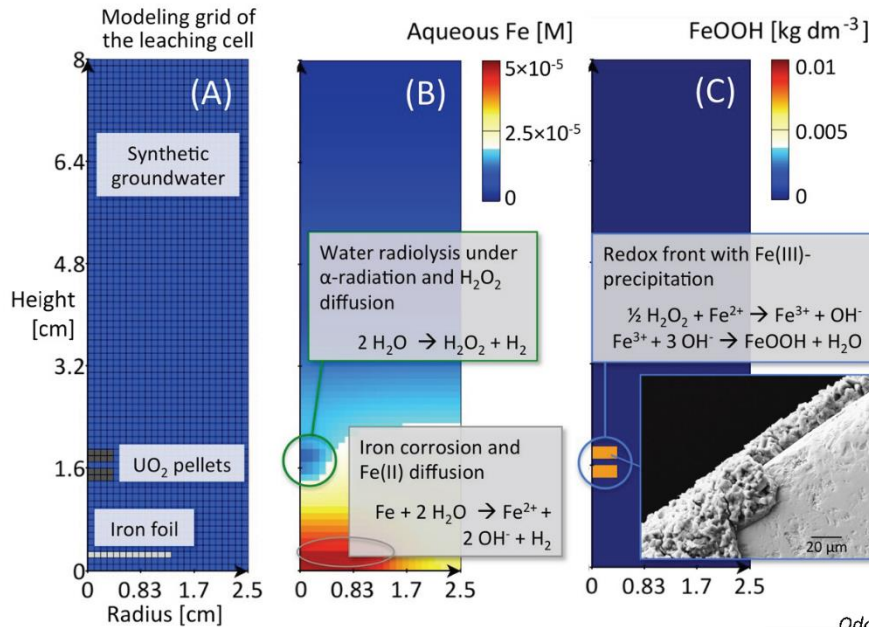 Modeling grid of
the leaching cell
8
(A)
Synthetic
groundwater
6.4
4.8
Height
[cm]
3.2
UO₂ pellets
1.6
Iron foil
0
0 0.83 1.7 2.5
Radius [cm]
Aqueous Fe [M]
(B)
5×10⁻⁵
2.5×10⁻⁵
0
Water radiolysis under
α-radiation and H₂O₂
diffusion
2 H₂O → H₂O₂ + H₂
Iron corrosion and
Fe(II) diffusion
Fe + 2 H₂O → Fe²⁺ +
2 OH⁻ + H₂
0 0.83 1.7 2.5
FeOOH [kg dm⁻³]
(C)
0.01
0.005
0
Redox front with Fe(III)-
precipitation
½ H₂O₂ + Fe²⁺ → Fe³⁺ + OH⁻
Fe³⁺ + 3 OH⁻ → FeOOH + H₂O
20 µm
0 0.83 1.7 2.5